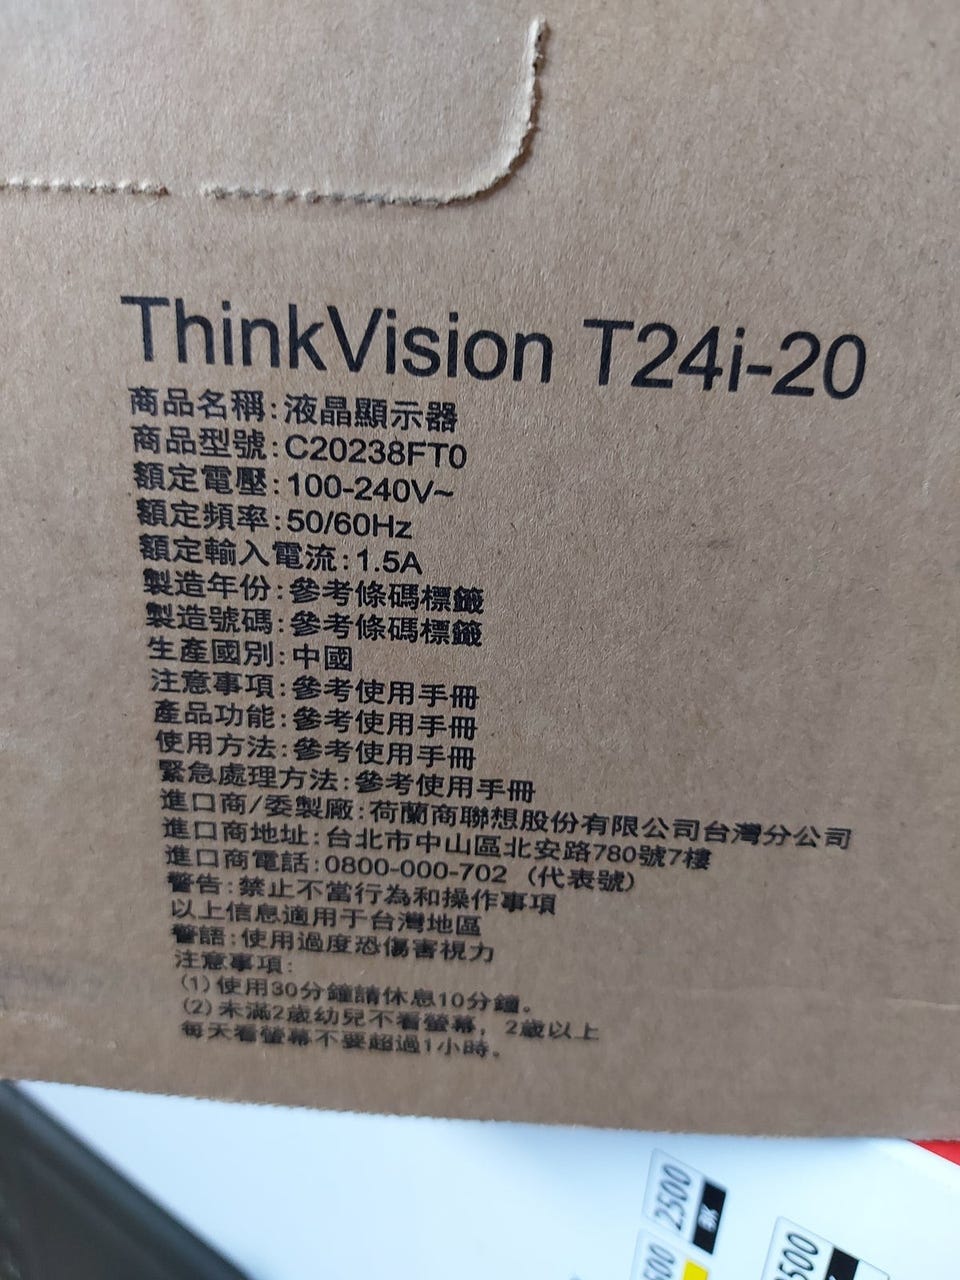 ThinkVision T24i-20
商品名稱:液晶顯示器
商品型號:C20238FT0
額定電壓:100-240V~
額定頻率:50/60Hz
額定輸入電流:1.5A
製造年份:參考條碼標籤
製造號碼:參考條碼標籤
生產國別:中國
注意事項:參考使用手冊
產品功能:參考使用手冊
使用方法:參考使用手冊
緊急處理方法:參考使用手冊
進口商/委製廠:荷蘭商聯想股份有限公司台灣分公司
進口商地址:台北市中山區北安路780號7樓
進口商電話:0800-000-702 (代表號)
警告:禁止不當行為和操作事項
以上信息適用于台灣地區
警語:使用過度恐傷害視力
注意事項:
(1)使用30分鐘請休息10分鐘。
(2)未滿2歲幼兒不看螢幕，2歲以上
每天看螢幕不要超過1小時。
2500
BK
500
500